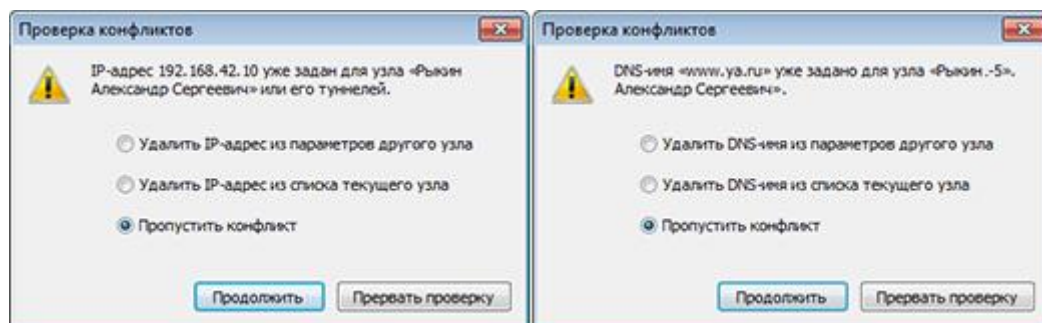 Проверка конфликтов
IP-адрес 192.168.42.10 уже задан для узла «Рыкин
Александр Сергеевич» или его туннелей.
Удалить IP-адрес из параметров другого узла
Удалить IP-адрес из списка текущего узла
Пропустить конфликт
Продолжить
Прервать проверку
Проверка конфликтов
DNS-имя «www.ya.ru» уже задано для узла «Рыкин.-5».
Александр Сергеевич».
Удалить DNS-имя из параметров другого узла
Удалить DNS-имя из списка текущего узла
Пропустить конфликт
Продолжить
Прервать проверку